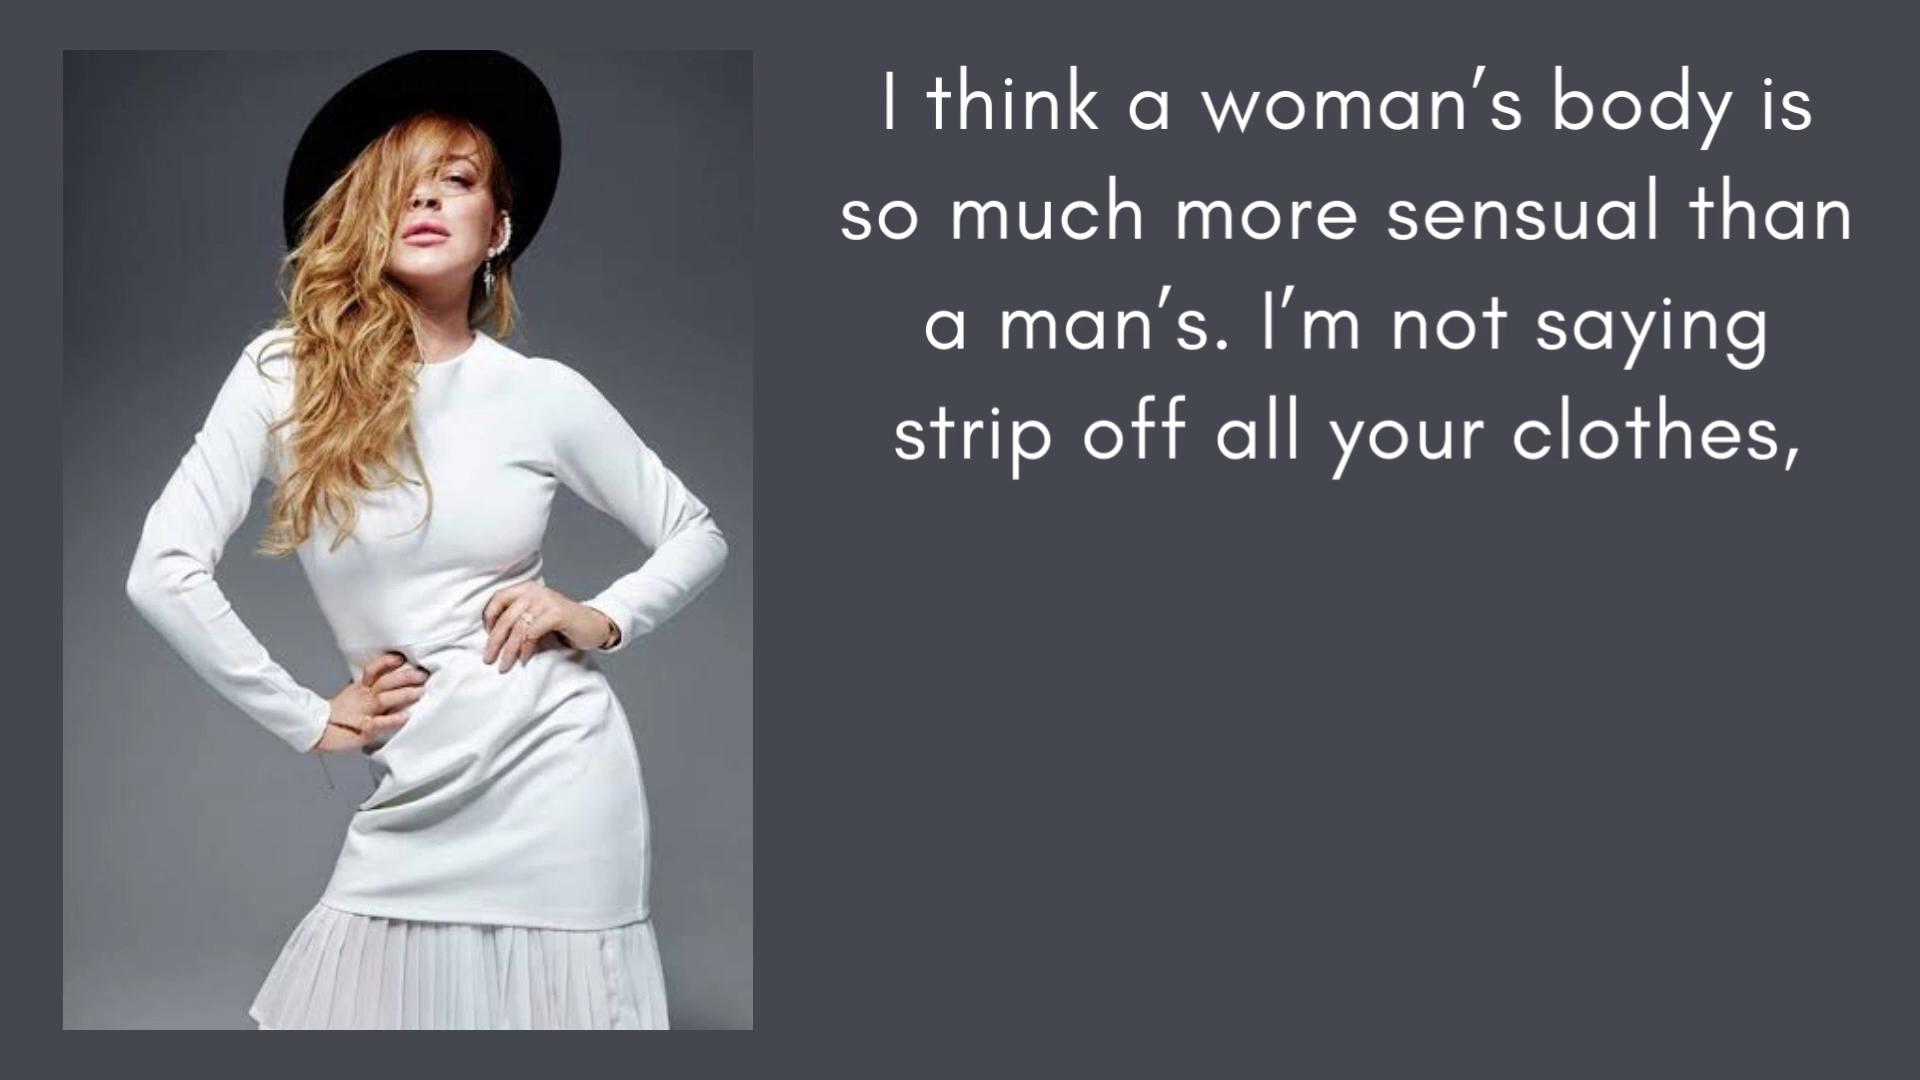 I think a woman’s body is
so much more sensual than
a man’s. I’m not saying
strip off all your clothes,